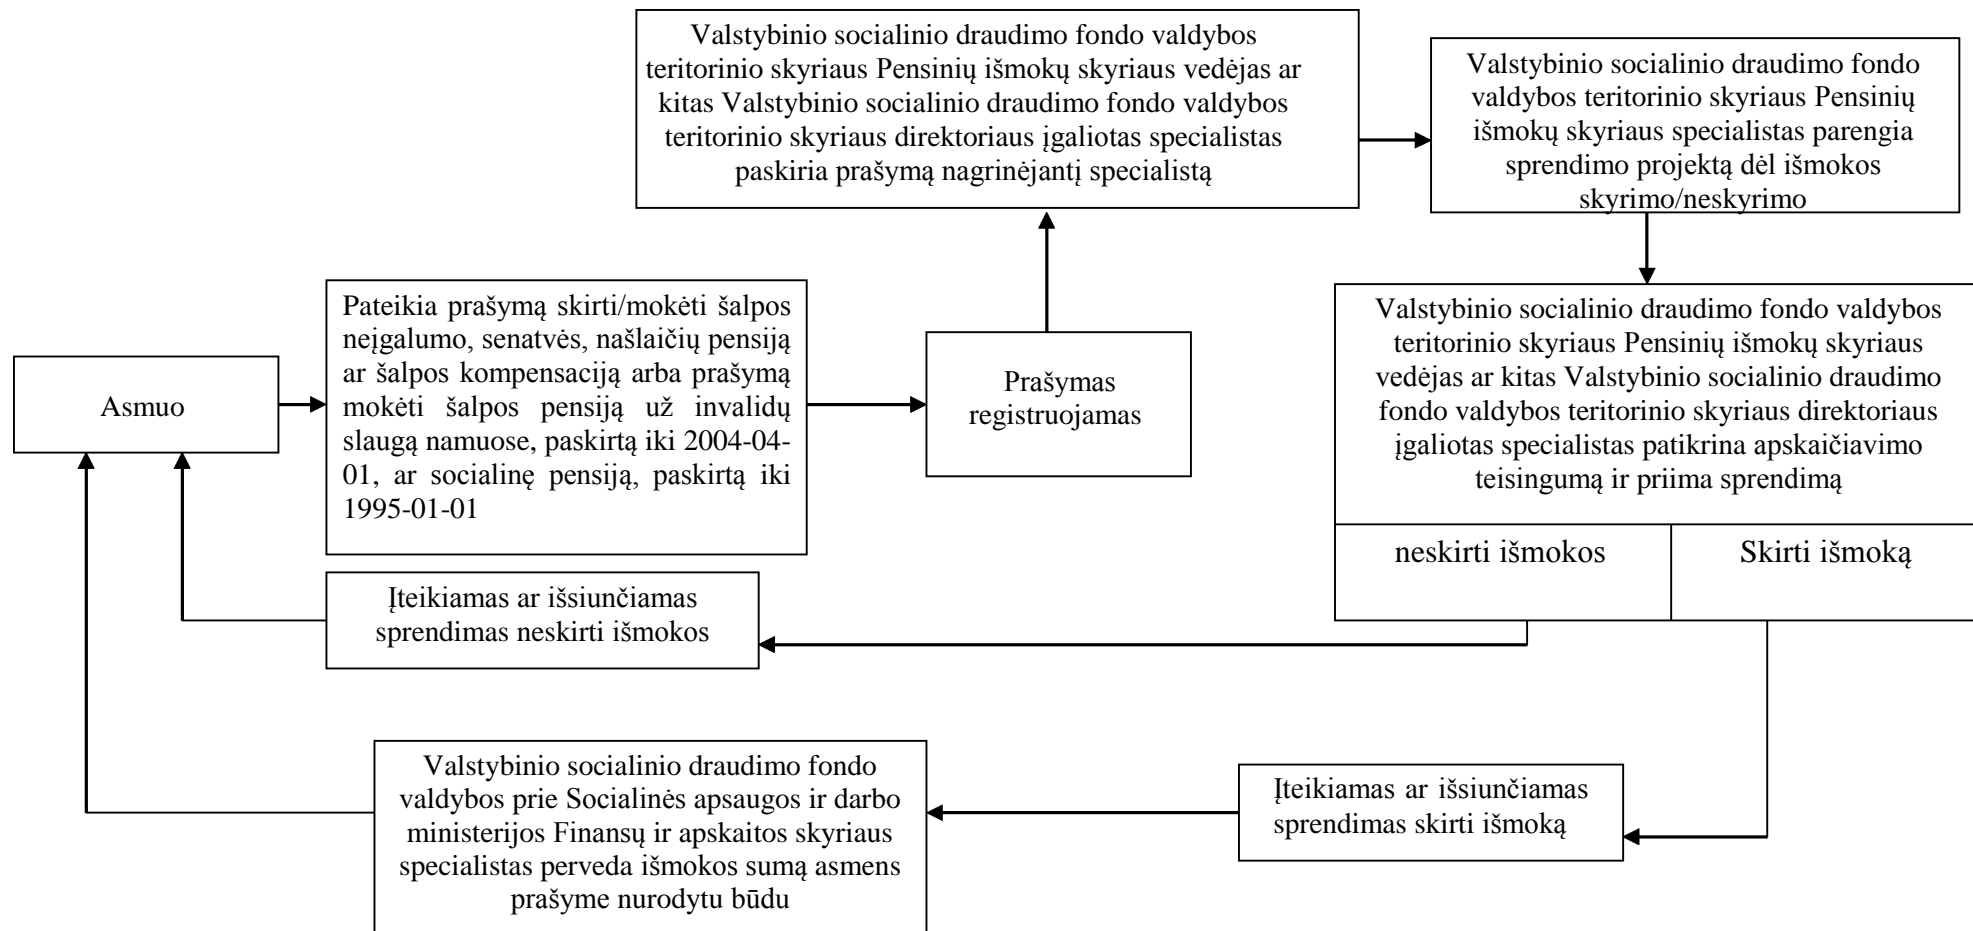 Asmuo
Pateikia prašymą skirti/mokėti šalpos
neįgalumo, senatvės, našlaičių pensiją
ar šalpos kompensaciją arba prašymą
mokėti šalpos pensiją už invalidų
slaugą namuose, paskirtą iki 2004-04-
01, ar socialinę pensiją, paskirtą iki
1995-01-01
Prašymas
registruojamas
Valstybinio socialinio draudimo fondo valdybos
teritorinio skyriaus Pensinių išmokų skyriaus vedėjas ar
kitas Valstybinio socialinio draudimo fondo valdybos
teritorinio skyriaus direktoriaus įgaliotas specialistas
paskiria prašymą nagrinėjantį specialistą
Valstybinio socialinio draudimo fondo
valdybos teritorinio skyriaus Pensinių
išmokų skyriaus specialistas parengia
sprendimo projektą dėl išmokos
skyrimo/neskyrimo
Valstybinio socialinio draudimo fondo valdybos
teritorinio skyriaus Pensinių išmokų skyriaus
vedėjas ar kitas Valstybinio socialinio draudimo
fondo valdybos teritorinio skyriaus direktoriaus
įgaliotas specialistas patikrina apskaičiavimo
teisingumą ir priima sprendimą
neskirti išmokos
Skirti išmoką
Įteikiamas ar išsiunčiamas
sprendimas neskirti išmokos
Įteikiamas ar išsiunčiamas
sprendimas skirti išmoką
Valstybinio socialinio draudimo fondo
valdybos prie Socialinės apsaugos ir darbo
ministerijos Finansų ir apskaitos skyriaus
specialistas perveda išmokos sumą asmens
prašyme nurodytu būdu